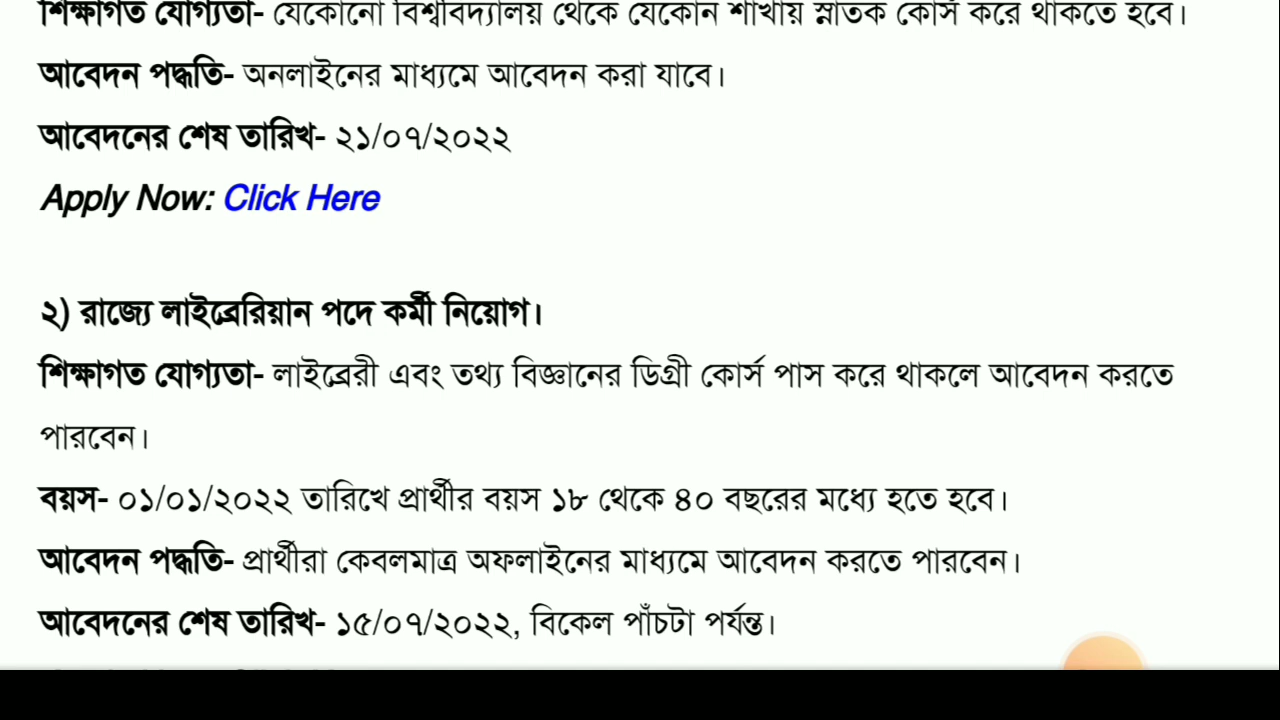 শিক্ষাগত যোগ্যতা- যেকোনো বিশ্ববিদ্যালয় থেকে যেকোন শাখায় স্নাতক কোর্স করে থাকতে হবে।
আবেদন পদ্ধতি- অনলাইনের মাধ্যমে আবেদন করা যাবে।
আবেদনের শেষ তারিখ- ২১/০৭/২০২২
Apply Now: Click Here
২) রাজ্যে লাইব্রেরিয়ান পদে কর্মী নিয়োগ।
শিক্ষাগত যোগ্যতা- লাইব্রেরী এবং তথ্য বিজ্ঞানের ডিগ্রী কোর্স পাস করে থাকলে আবেদন করতে
পারবেন।
বয়স- ০১/০১/২০২২ তারিখে প্রার্থীর বয়স ১৮ থেকে ৪০ বছরের মধ্যে হতে হবে।
আবেদন পদ্ধতি- প্রার্থীরা কেবলমাত্র অফলাইনের মাধ্যমে আবেদন করতে পারবেন।
আবেদনের শেষ তারিখ- ১৫/০৭/২০২২, বিকেল পাঁচটা পর্যন্ত।